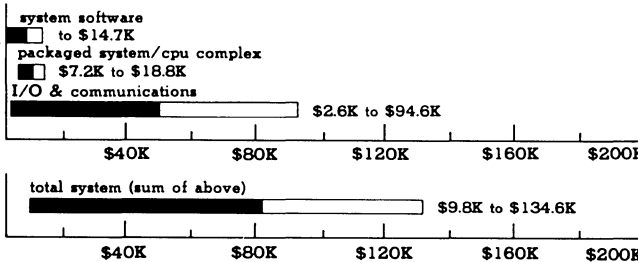 system software
to $14.7K
packaged system/cpu complex
$7.2K to $18.8K
I/O & communications
$2.6K to $94.6K
$40K $80K $120K $160K $200K
total system (sum of above)
$9.8K to $134.6K
$40K $80K $120K $160K $200K